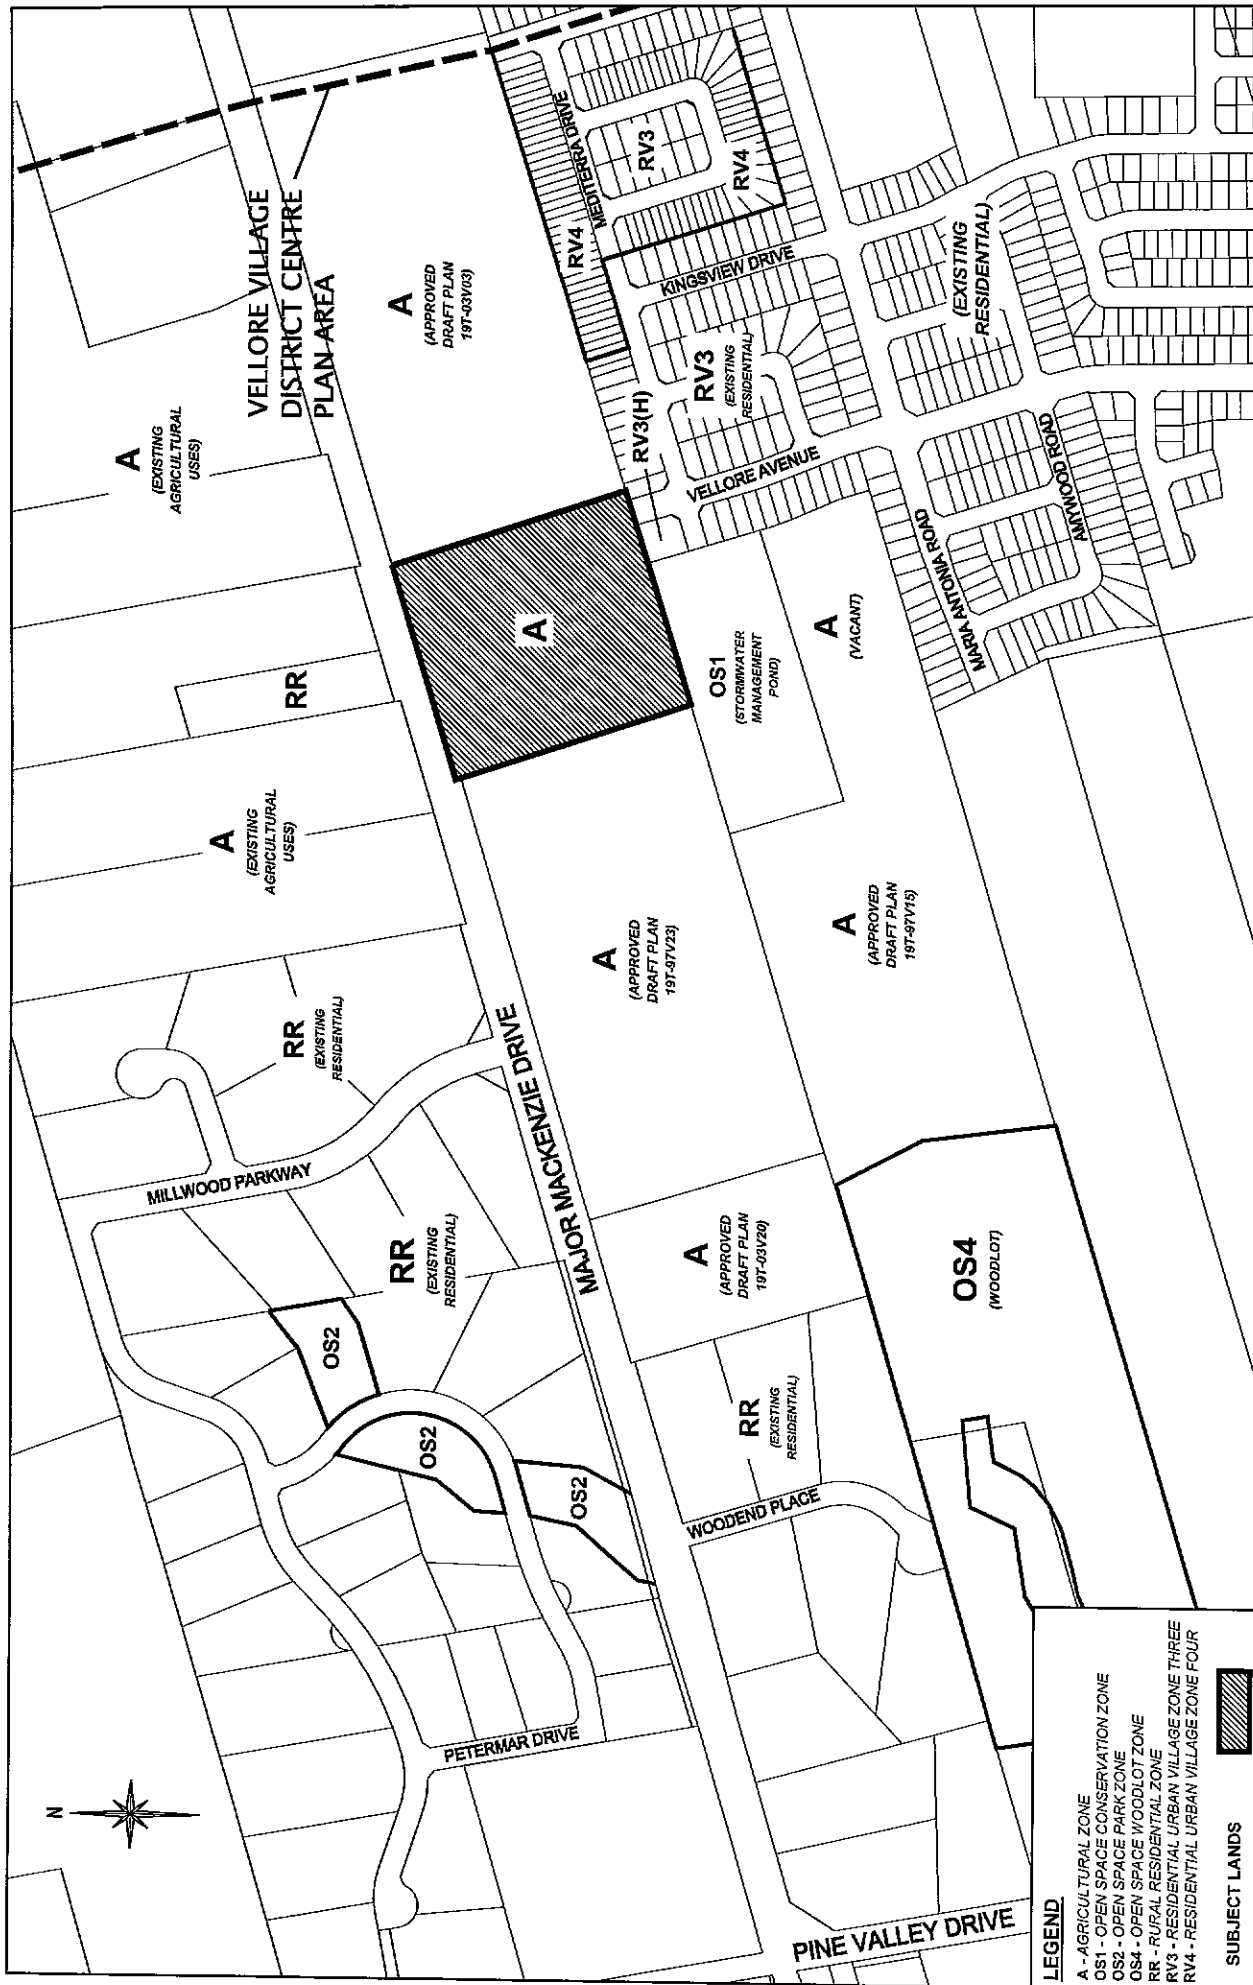 N
VELLORE VILLAGE
DISTRICT CENTRE
PLAN AREA
A
(EXISTING
AGRICULTURAL
USES)
RR
A
(EXISTING
AGRICULTURAL
USES)
RR
(EXISTING
RESIDENTIAL)
MILLWOOD PARKWAY
RR
(EXISTING
RESIDENTIAL)
OS2
OS2
OS2
PETERMAR DRIVE
MAJOR MACKENZIE DRIVE
PINE VALLEY DRIVE
WOODEND PLACE
RR
(EXISTING
RESIDENTIAL)
A
(APPROVED
DRAFT PLAN
19T-03V20)
A
(APPROVED
DRAFT PLAN
19T-97V23)
A
A
(APPROVED
DRAFT PLAN
19T-03V03)
RV4
MEDITERRA DRIVE
RV3
RV4
KINGSVIEW DRIVE
RV3(H)
RV3
(EXISTING
RESIDENTIAL)
VELLORE AVENUE
OS1
(STORMWATER
MANAGEMENT
POND)
A
(VACANT)
A
(APPROVED
DRAFT PLAN
19T-97V15)
OS4
(WOODLOT)
MARIA ANTONIA ROAD
AMYWOOD ROAD
(EXISTING
RESIDENTIAL)
LEGEND
A - AGRICULTURAL ZONE
OS1 - OPEN SPACE CONSERVATION ZONE
OS2 - OPEN SPACE PARK ZONE
OS4 - OPEN SPACE WOODLOT ZONE
RR - RURAL RESIDENTIAL ZONE
RV3 - RESIDENTIAL URBAN VILLAGE ZONE THREE
RV4 - RESIDENTIAL URBAN VILLAGE ZONE FOUR
SUBJECT LANDS